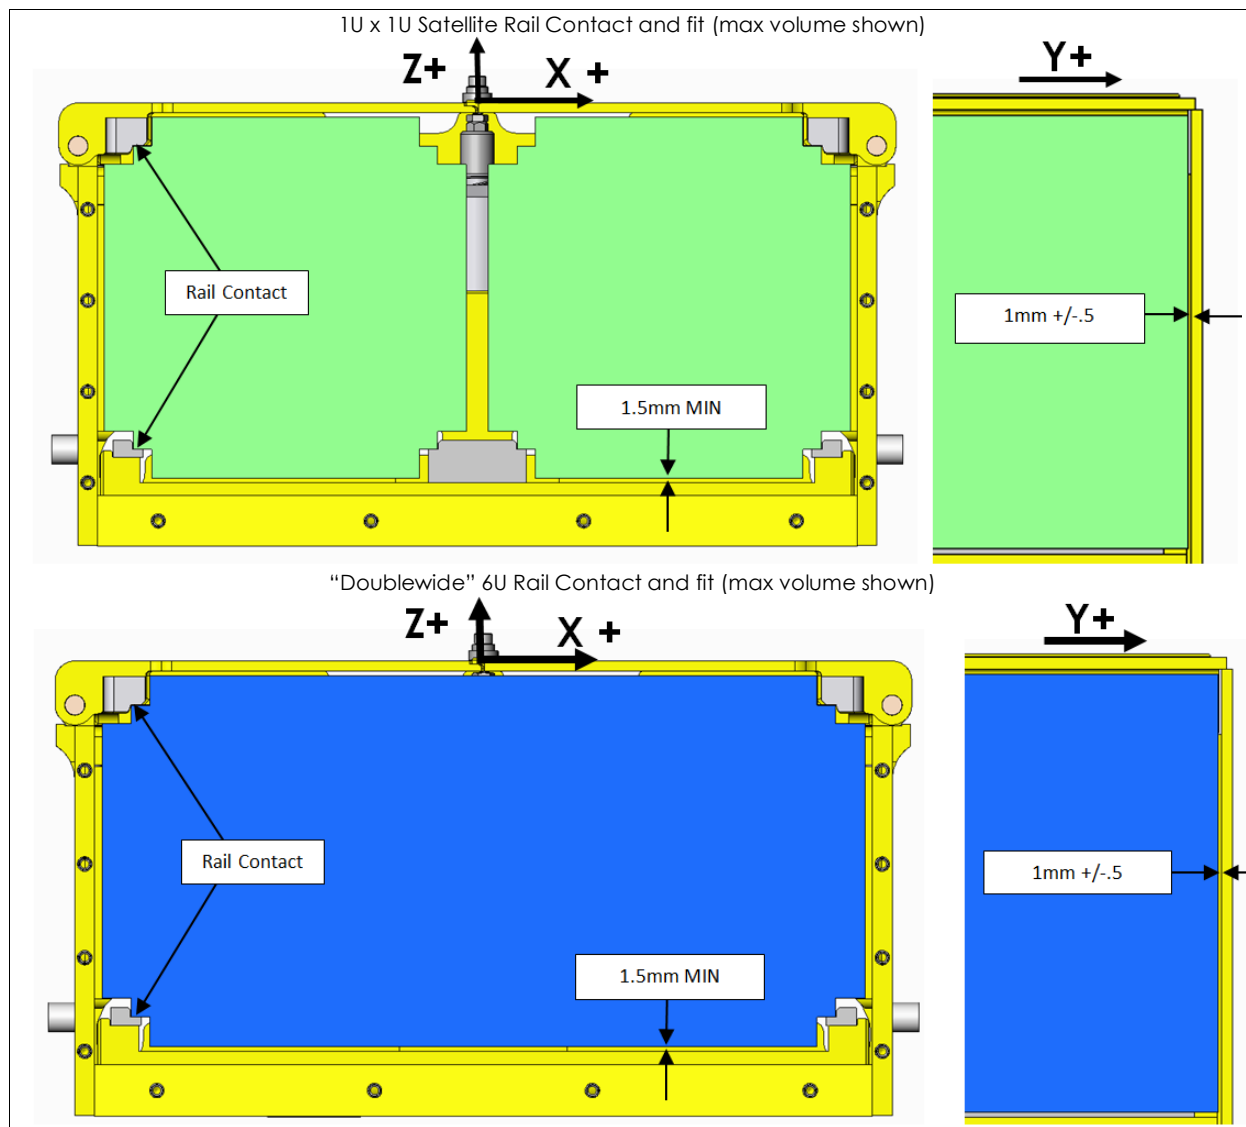 1U x 1U Satellite Rail Contact and fit (max volume shown)
Z+
X +
Y+
Rail Contact
1mm +/-.5
1.5mm MIN
“Doublewide” 6U Rail Contact and fit (max volume shown)
Z+
X +
Y+
Rail Contact
1mm +/-.5
1.5mm MIN